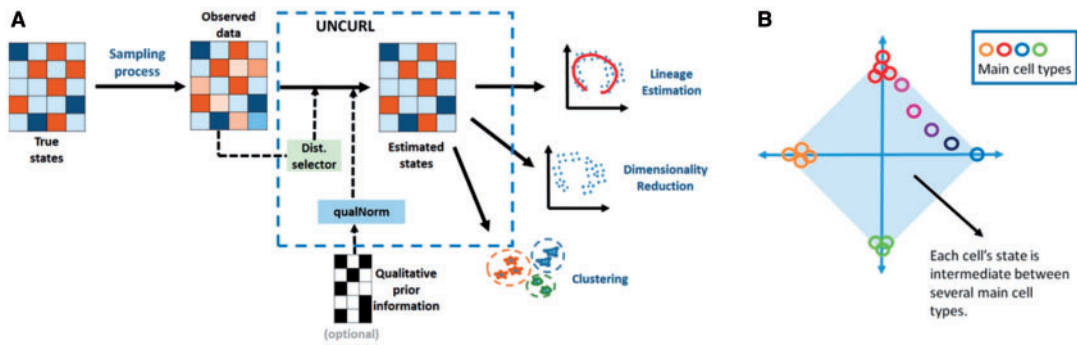 A
Observed
data
UNCURL
Sampling
process
True
states
Dist.
selector
Estimated
states
qualNorm
Qualitative
prior
information
(optional)
Lineage
Estimation
Dimensionality
Reduction
Clustering
B
Main cell types
Each cell's state is
intermediate between
several main cell
types.